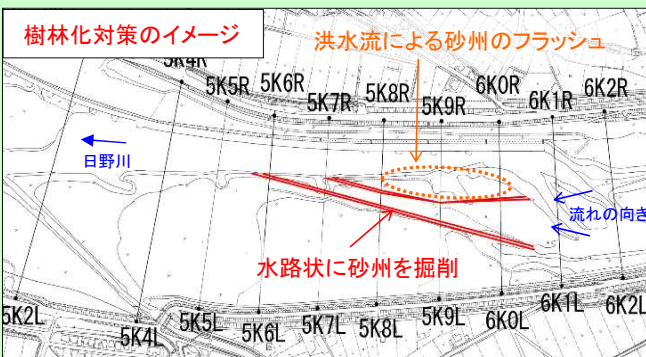 樹林化対策のイメージ
洪水流による砂州のフラッシュ
5K4R
5K5R
5K6R
5K7R
5K8R
5K9R
6K0R
6K1R
6K2R
日野川
流れの向き
水路状に砂州を掘削
5K2L
5K4L
5K5L
5K6L
5K7L
5K8L
5K9L
6K0L
6K1L
6K2L